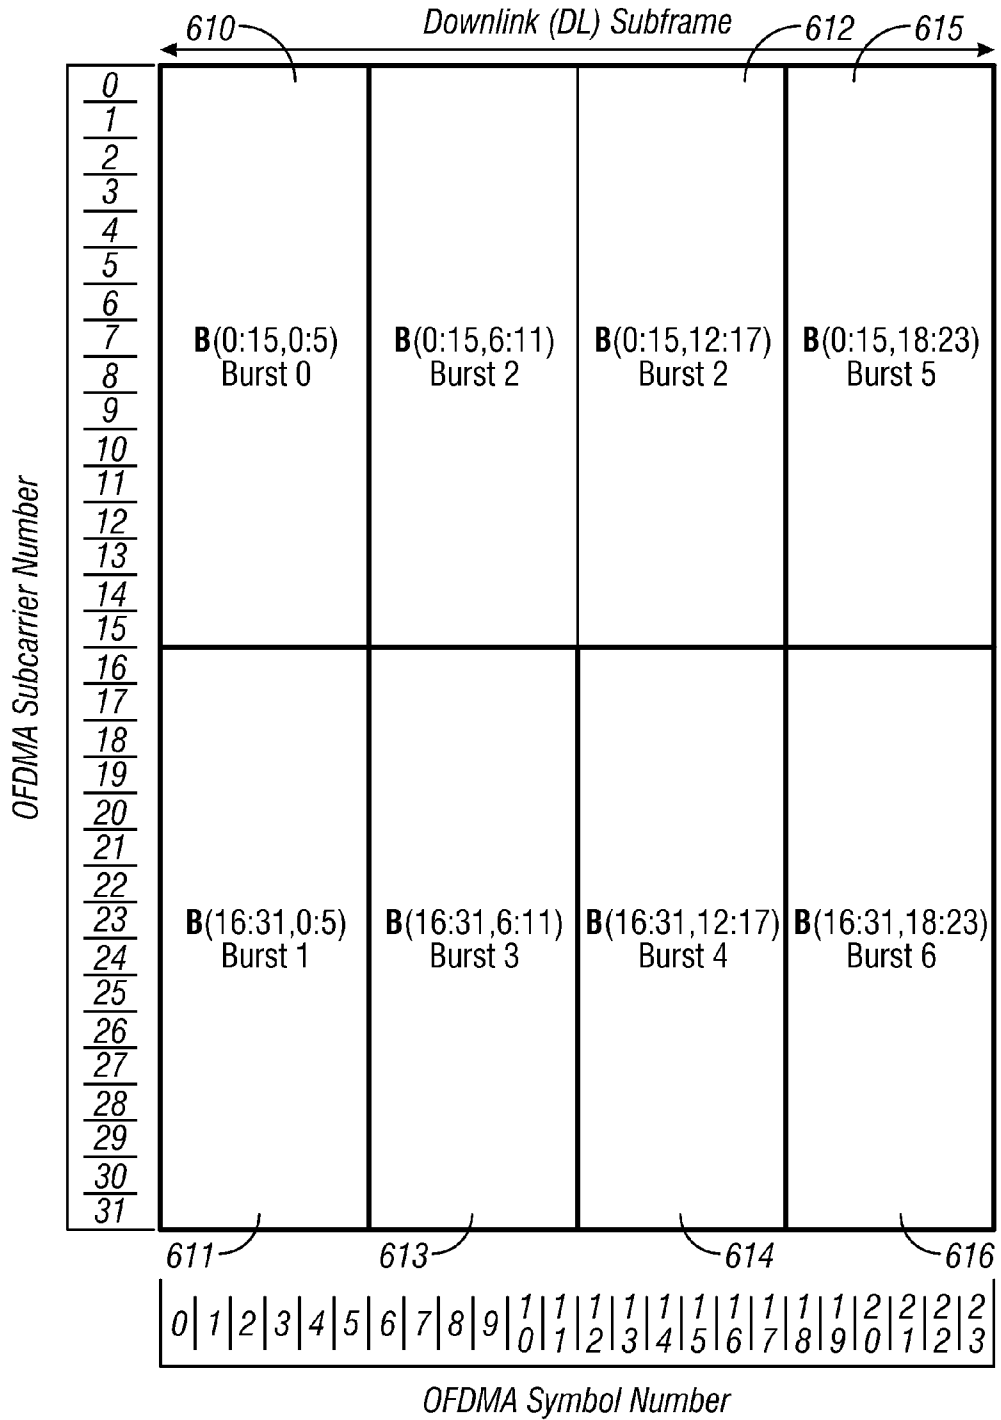 Downlink (DL) Subframe
610
612
615
OFDMA Subcarrier Number
0
1
2
3
4
5
6
7
8
9
10
11
12
13
14
15
16
17
18
19
20
21
22
23
24
25
26
27
28
29
30
31
B(0:15,0:5)
Burst 0
B(0:15,6:11)
Burst 2
B(0:15,12:17)
Burst 2
B(0:15,18:23)
Burst 5
B(16:31,0:5)
Burst 1
B(16:31,6:11)
Burst 3
B(16:31,12:17)
Burst 4
B(16:31,18:23)
Burst 6
611
613
614
616
0 1 2 3 4 5 6 7 8 9 10 11 12 13 14 15 16 17 18 19 20 21 22 23
OFDMA Symbol Number